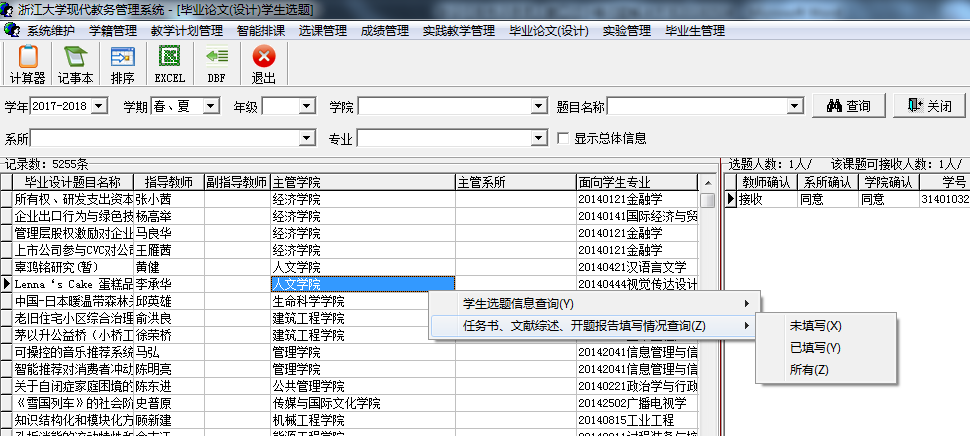 浙江大学现代教务管理系统 - [毕业论文(设计)学生选题]
系统维护 学籍管理 教学计划管理 智能排课 选课管理 成绩管理 实践教学管理 毕业论文(设计) 实验管理 毕业生管理
计算器 记事本 排序 EXCEL DBF 退出
学年 2017-2018 学期 春、夏 年级 学院 题目名称 查询 关闭
系所 专业 显示总体信息
记录数: 5255条 选题人数: 1人/ 该课题可接收人数: 1人/
毕业设计题目名称 指导教师 副指导教师 主管学院 主管系所 面向学生专业 教师确认 系所确认 学院确认 学号
所有权、研发支出资本 张小茜 经济学院 20140121金融学 接收 同意 同意 31401032
企业出口行为与绿色技 杨高举 经济学院 20140141国际经济与贸
管理层股权激励对企业 马良华 经济学院 20140121金融学
上市公司参与CVC对公 王雁茜 经济学院 20140121金融学
辜鸿铭研究(暂) 黄健 人文学院 20140421汉语言文学
Lenna‘s Cake 蛋糕品 李承华 人文学院 20140444视觉传达设计
中国-日本暖温带森林 邱英雄 生命科学学院
老旧住宅小区综合治理 俞洪良 建筑工程学院
茅以升公益桥（小桥工 徐荣桥 建筑工程学院
可操控的音乐推荐系统 马弘 管理学院 20142041信息管理与信
智能推荐对消费者冲动 陈明亮 管理学院 20142041信息管理与信
关于自闭症家庭困境的 陈东进 公共管理学院 20140221政治学与行政
《雪国列车》的社会阶 史普原 传媒与国际文化学院 20142502广播电视学
知识结构化和模块化方 顾新建 机械工程学院 20140815工业工程
学生选题信息查询(Y)
任务书、文献综述、开题报告填写情况查询(Z)
未填写(X)
已填写(Y)
所有(Z)